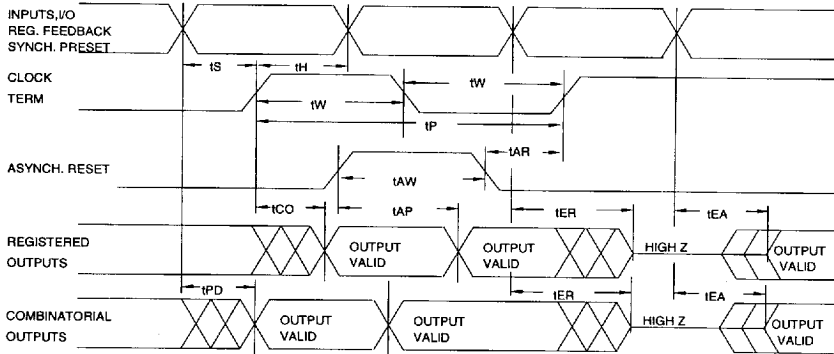 INPUTS,I/O
REG. FEEDBACK
SYNCH. PRESET
tS
tH
CLOCK
TERM
tW
tW
tP
tAR
ASYNCH. RESET
tAW
tCO
tAP
tER
tEA
REGISTERED
OUTPUTS
OUTPUT
VALID
OUTPUT
VALID
HIGH Z
OUTPUT
VALID
tPD
tER
tEA
COMBINATORIAL
OUTPUTS
OUTPUT
VALID
OUTPUT
VALID
HIGH Z
OUTPUT
VALID